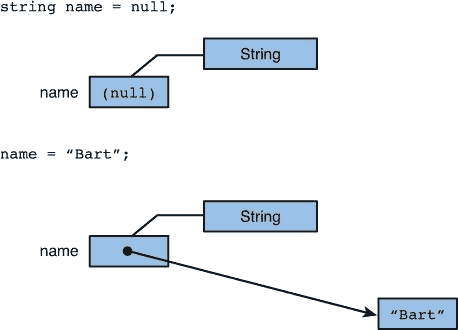 string name = null;
String
name (null)
name = “Bart”;
String
name
“Bart”